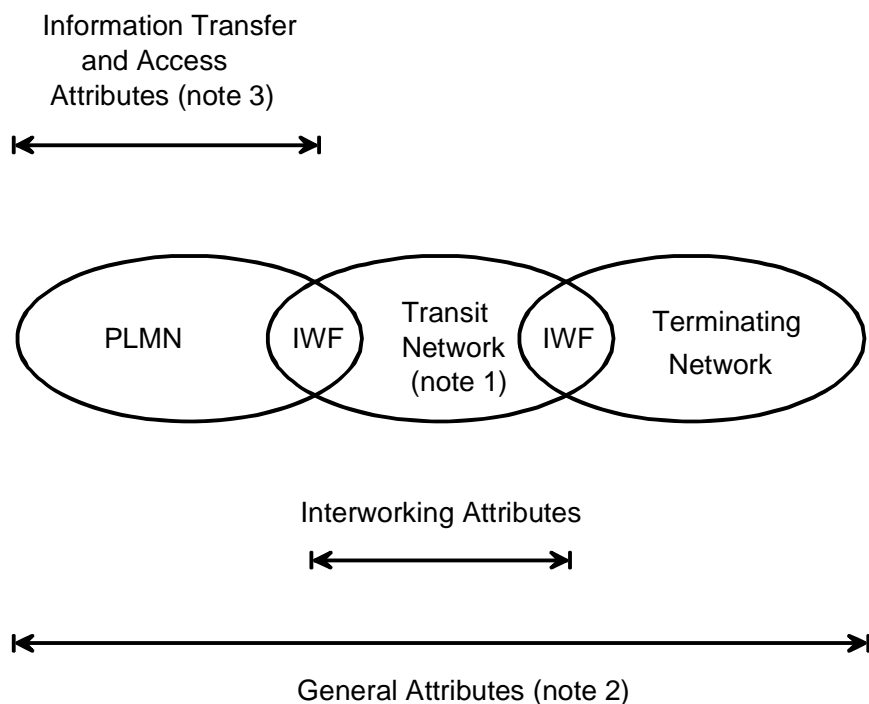 Information Transfer
and Access
Attributes (note 3)
PLMN
IWF
Transit
Network
(note 1)
IWF
Terminating
Network
Interworking Attributes
General Attributes (note 2)